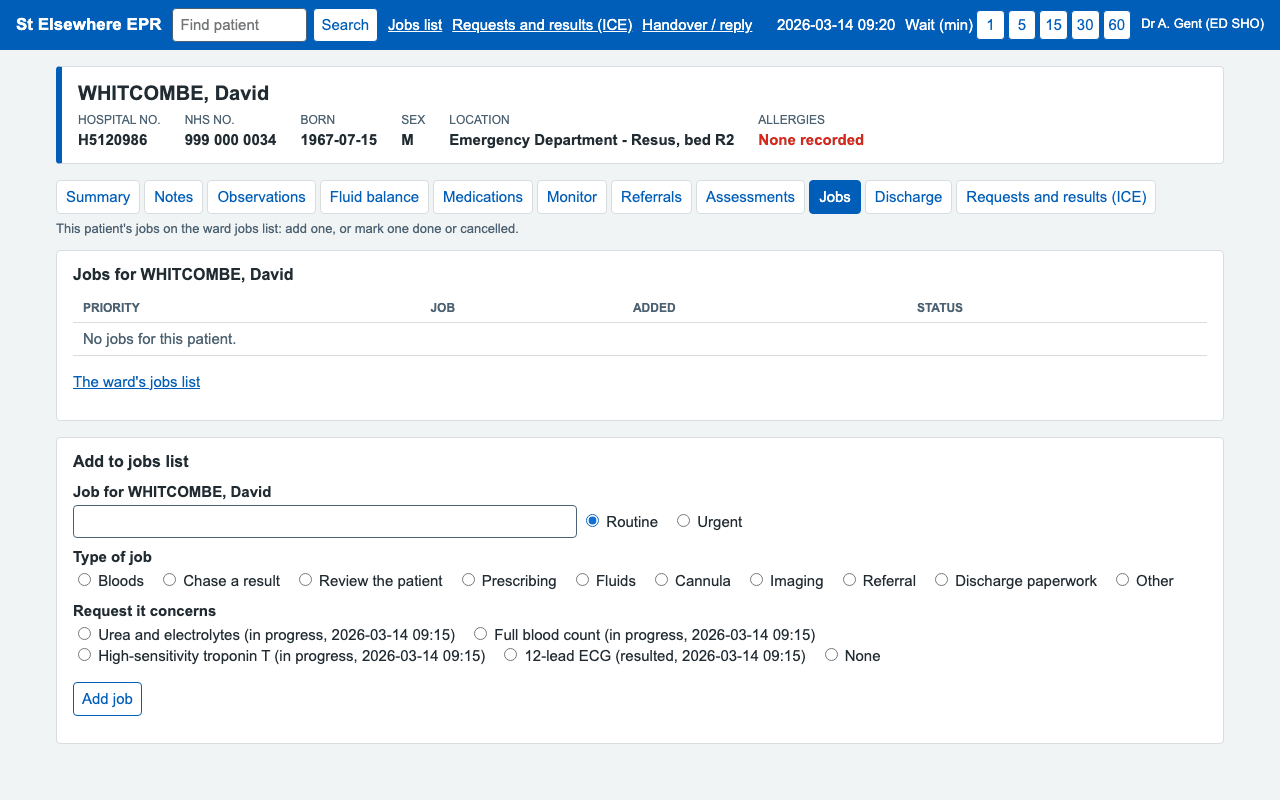 St Elsewhere EPR Find patient Search Jobs list Requests and results (ICE) Handover / reply 2026-03-14 09:20 Wait (min) 1 5 15 30 60 Dr A. Gent (ED SHO)
WHITCOMBE, David
HOSPITAL NO. NHS NO. BORN SEX LOCATION ALLERGIES
H5120986 999 000 0034 1967-07-15 M Emergency Department - Resus, bed R2 None recorded
Summary Notes Observations Fluid balance Medications Monitor Referrals Assessments Jobs Discharge Requests and results (ICE)
This patient's jobs on the ward jobs list: add one, or mark one done or cancelled.
Jobs for WHITCOMBE, David
PRIORITY JOB ADDED STATUS
No jobs for this patient.
The ward's jobs list
Add to jobs list
Job for WHITCOMBE, David
Routine Urgent
Type of job
Bloods Chase a result Review the patient Prescribing Fluids Cannula Imaging Referral Discharge paperwork Other
Request it concerns
Urea and electrolytes (in progress, 2026-03-14 09:15) Full blood count (in progress, 2026-03-14 09:15)
High-sensitivity troponin T (in progress, 2026-03-14 09:15) 12-lead ECG (resulted, 2026-03-14 09:15) None
Add job